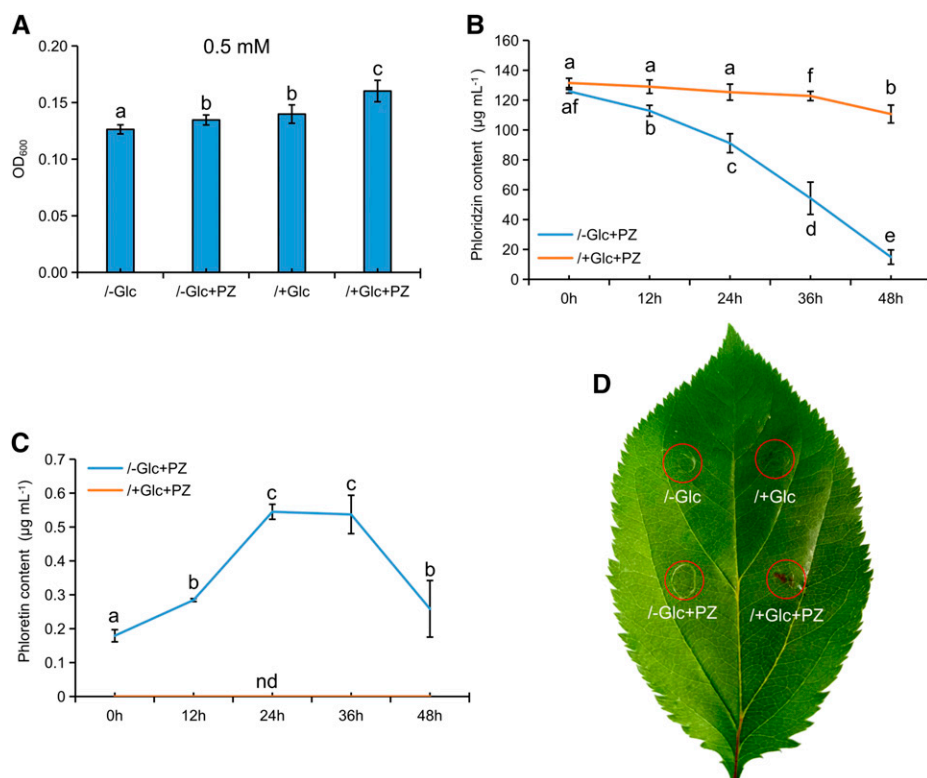 A
0.5 mM
OD600
0.20
0.15
0.10
0.05
0.00
a
b
b
c
/-Glc
/-Glc+PZ
/+Glc
/+Glc+PZ
B
Phloridzin content (µg mL-1)
160
140
120
100
80
60
40
20
0
a
a
a
f
b
af
b
c
d
e
/-Glc+PZ
/+Glc+PZ
0h
12h
24h
36h
48h
C
Phloretin content (µg mL-1)
0.7
0.6
0.5
0.4
0.3
0.2
0.1
0
/-Glc+PZ
/+Glc+PZ
a
b
c
c
b
nd
0h
12h
24h
36h
48h
D
/-Glc
/+Glc
/-Glc+PZ
/+Glc+PZ